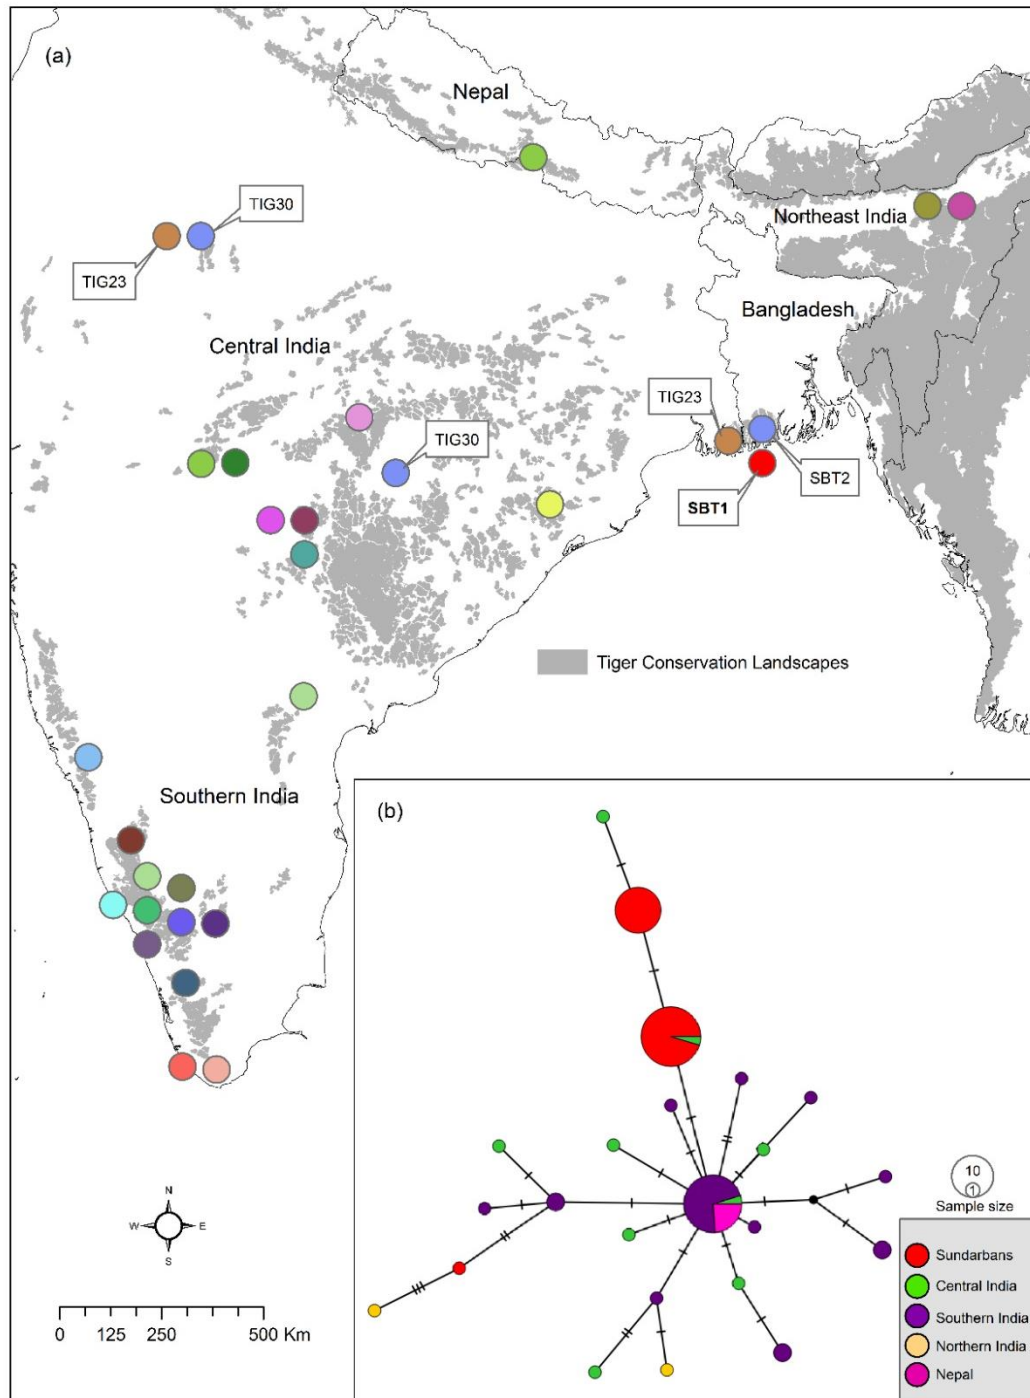 (a)
Nepal
TIG30
Northeast India
TIG23
Bangladesh
Central India
TIG23
TIG30
SBT2
SBT1
Tiger Conservation Landscapes
Southern India
(b)
N
W E
S
10
1
Sample size
Sundarbans
Central India
Southern India
Northern India
Nepal
0 125 250 500 Km